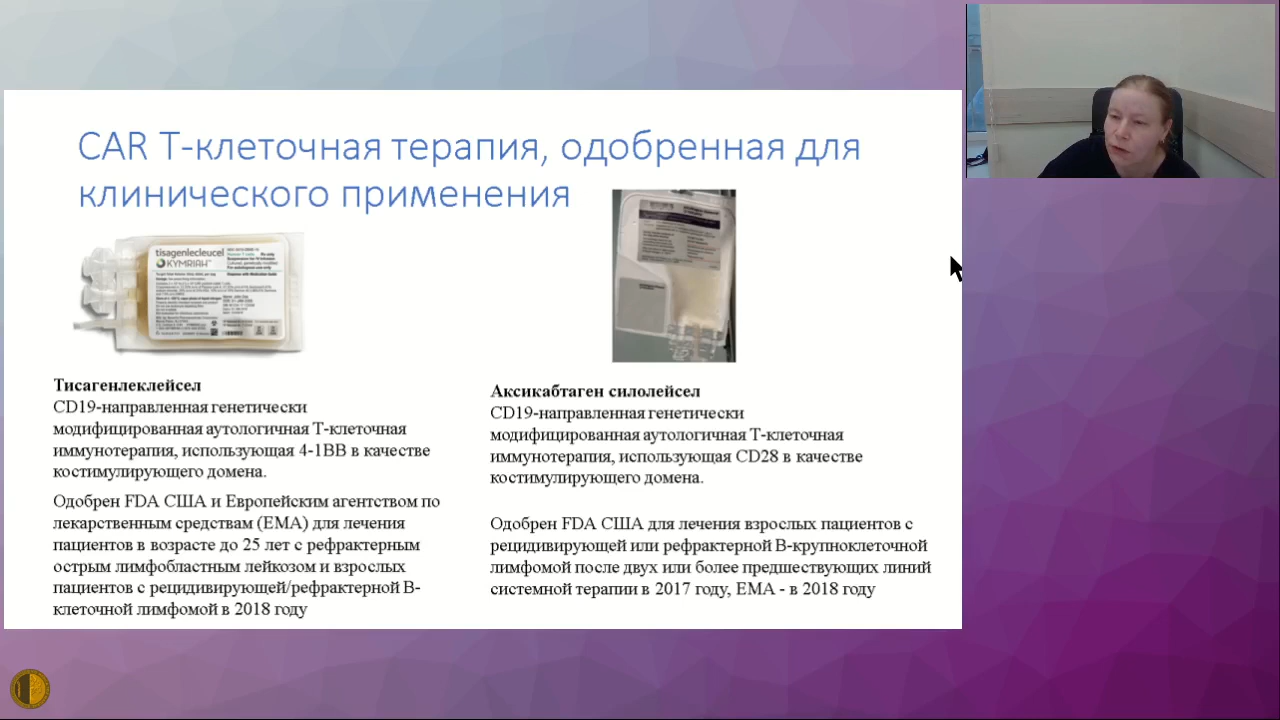 CAR T-клеточная терапия, одобренная для
клинического применения
tisagenlecleucel
KYMRIAH
Тисагенлеклейсел
CD19-направленная генетически
модифицированная аутологичная Т-клеточная
иммунотерапия, использующая 4-1BB в качестве
костимулирующего домена.
Одобрен FDA США и Европейским агентством по
лекарственным средствам (EMA) для лечения
пациентов в возрасте до 25 лет с рефрактерным
острым лимфобластным лейкозом и взрослых
пациентов с рецидивирующей/рефрактерной В-
клеточной лимфомой в 2018 году
Аксикабтаген силолейсел
CD19-направленная генетически
модифицированная аутологичная Т-клеточная
иммунотерапия, использующая CD28 в качестве
костимулирующего домена.
Одобрен FDA США для лечения взрослых пациентов с
рецидивирующей или рефрактерной В-крупноклеточной
лимфомой после двух или более предшествующих линий
системной терапии в 2017 году, EMA - в 2018 году